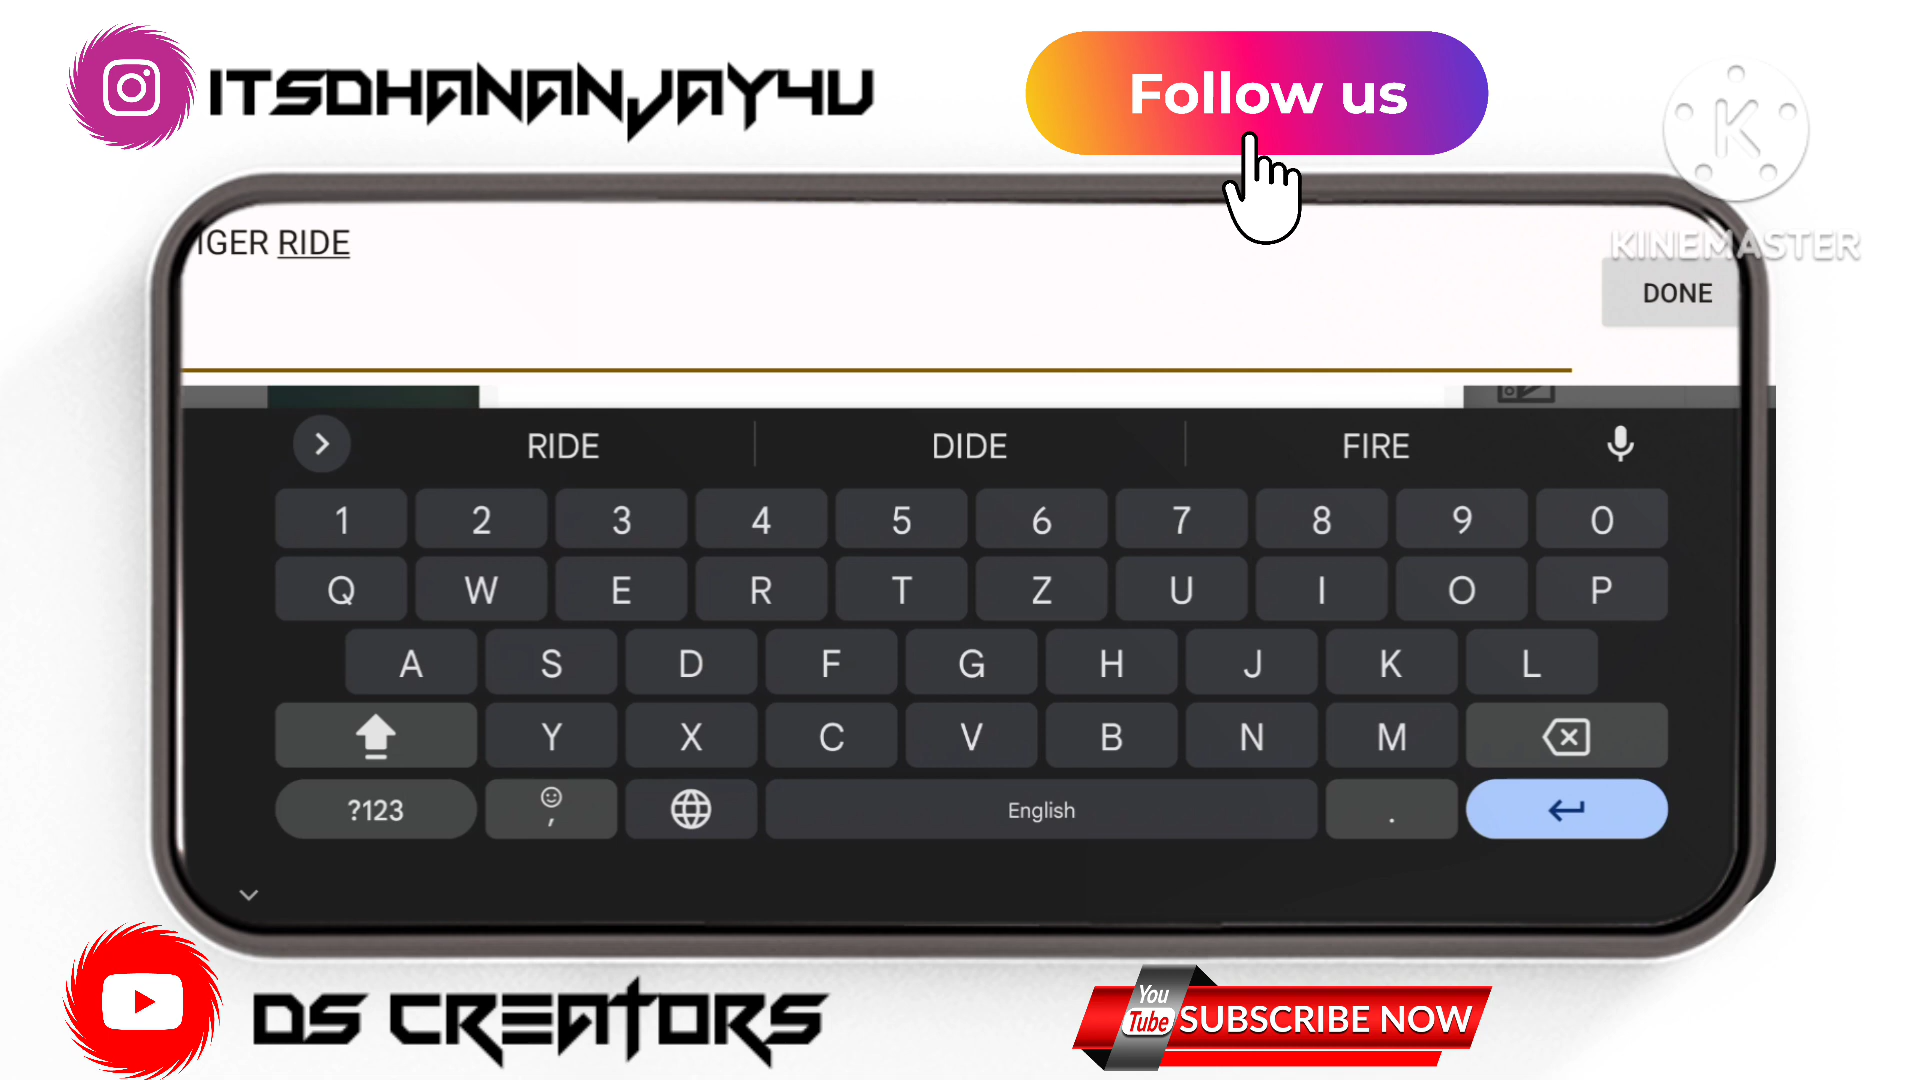 ITSDHANANJAY4U
Follow us
K
KINEMASTER
IGER RIDE
DONE
RIDE DIDE FIRE
1 2 3 4 5 6 7 8 9 0
Q W E R T Z U I O P
A S D F G H J K L
Y X C V B N M
?123 , English .
DS CREATORS
You
Tube SUBSCRIBE NOW